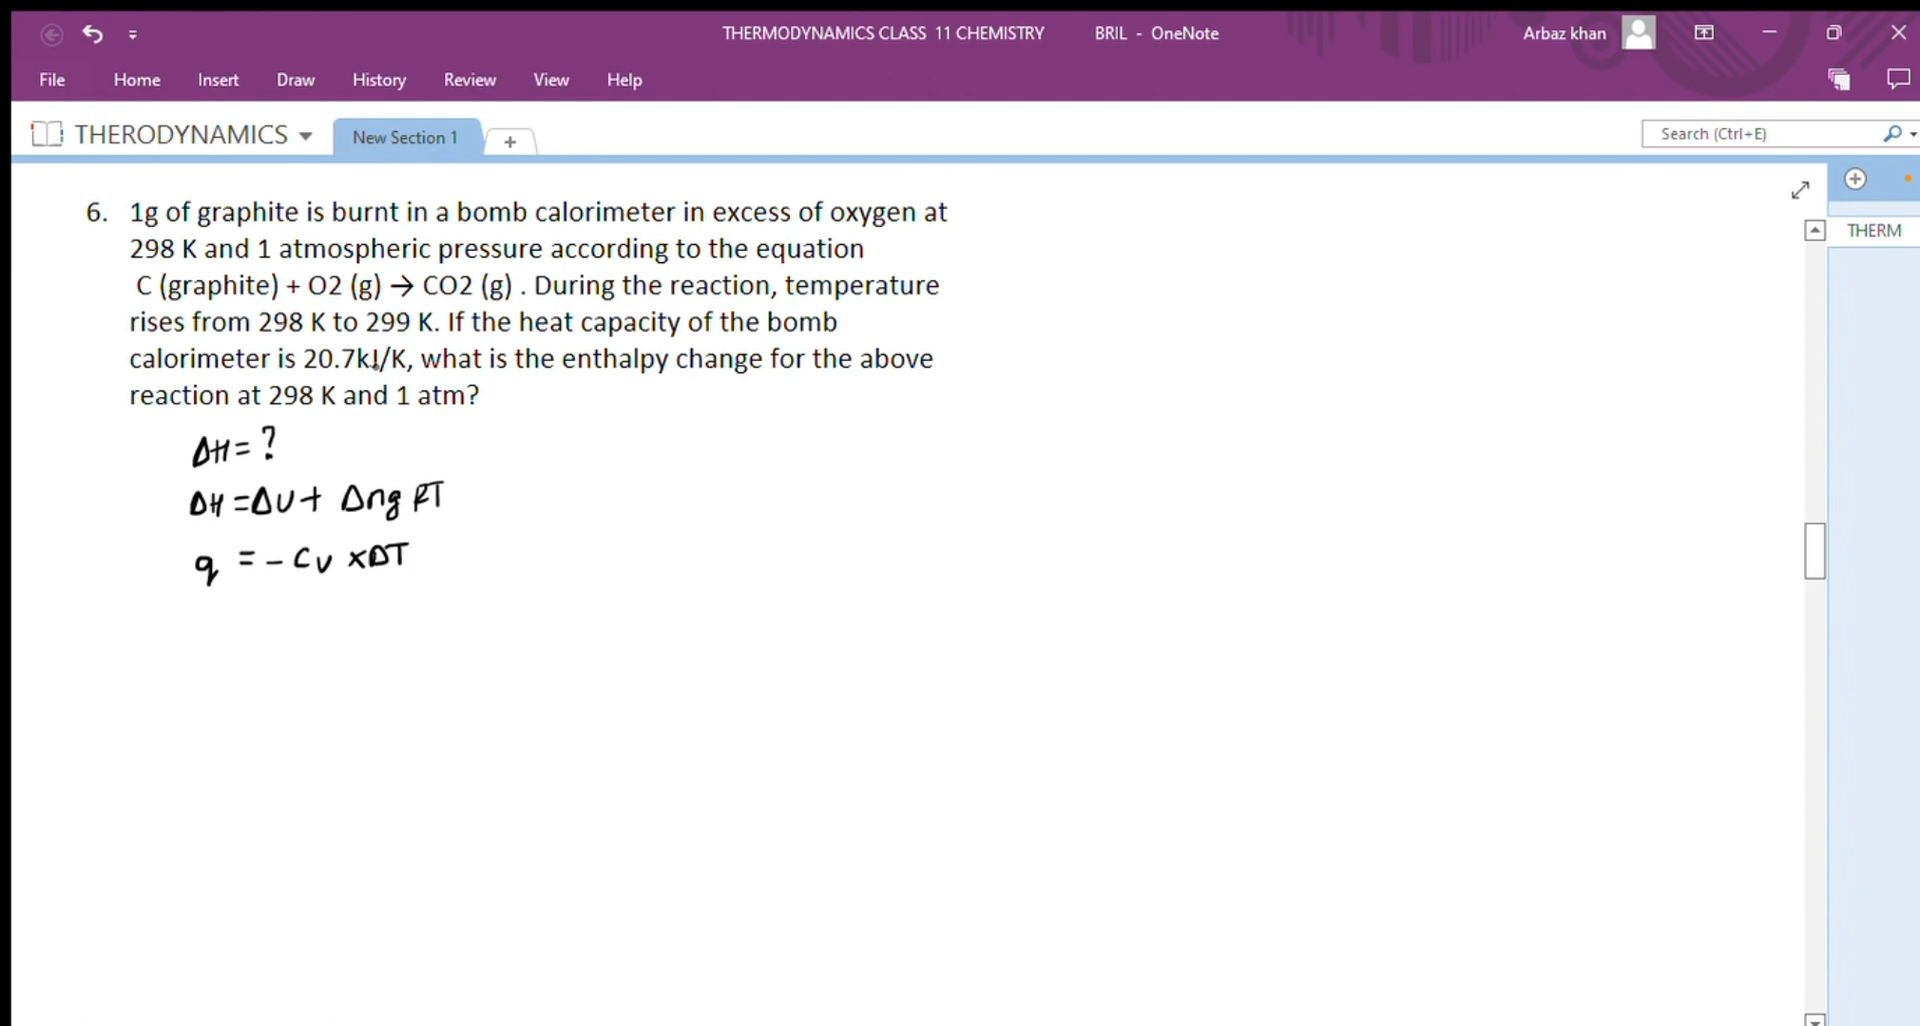 THERMODYNAMICS CLASS 11 CHEMISTRY BRIL - OneNote
Arbaz khan
File Home Insert Draw History Review View Help
THERODYNAMICS
New Section 1
+
Search (Ctrl+E)
THERM
6. 1g of graphite is burnt in a bomb calorimeter in excess of oxygen at
298 K and 1 atmospheric pressure according to the equation
C (graphite) + O2 (g) → CO2 (g) . During the reaction, temperature
rises from 298 K to 299 K. If the heat capacity of the bomb
calorimeter is 20.7kJ/K, what is the enthalpy change for the above
reaction at 298 K and 1 atm?
ΔH = ?
ΔH = ΔU + Δng RT
q = - Cv × ΔT